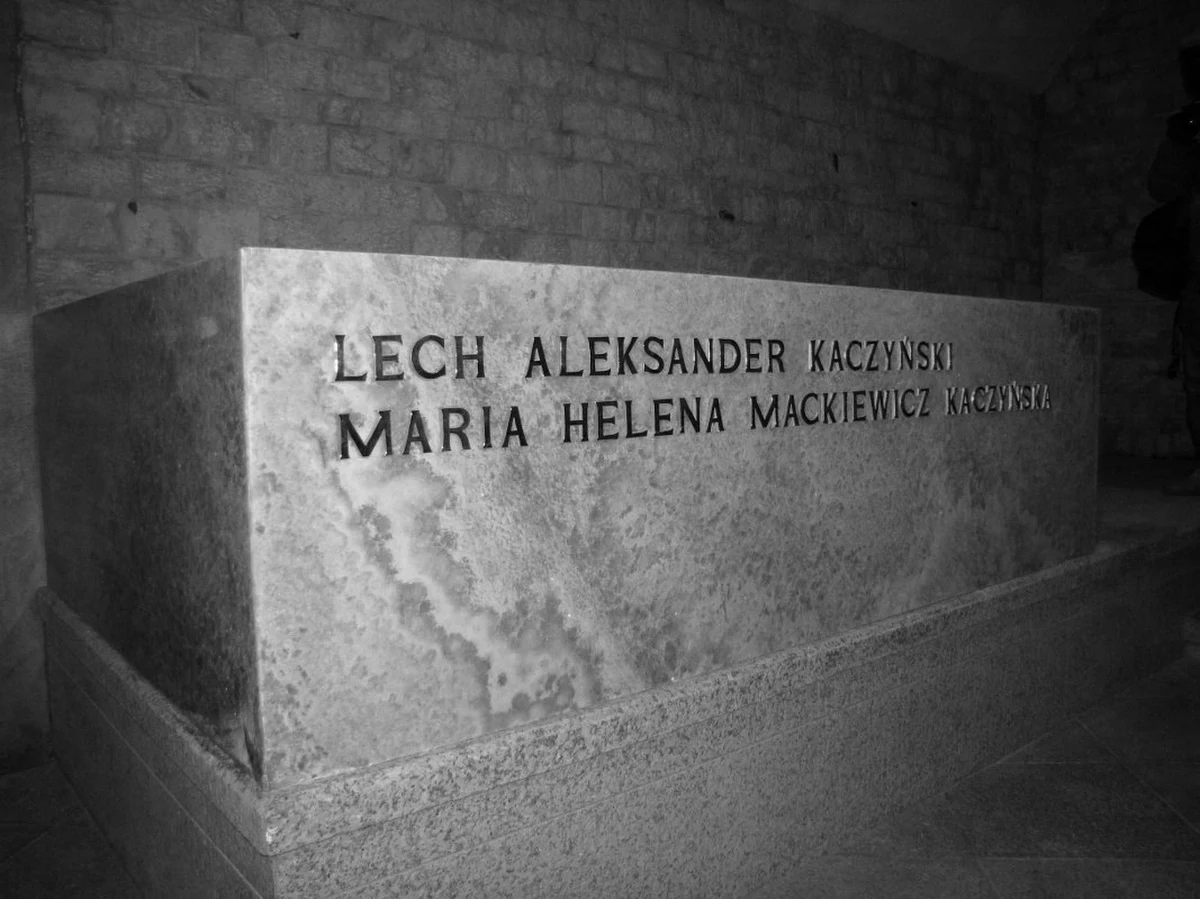 LECH ALEKSANDER KACZYŃSKI
MARIA HELENA MACKIEWICZ KACZYŃSKA